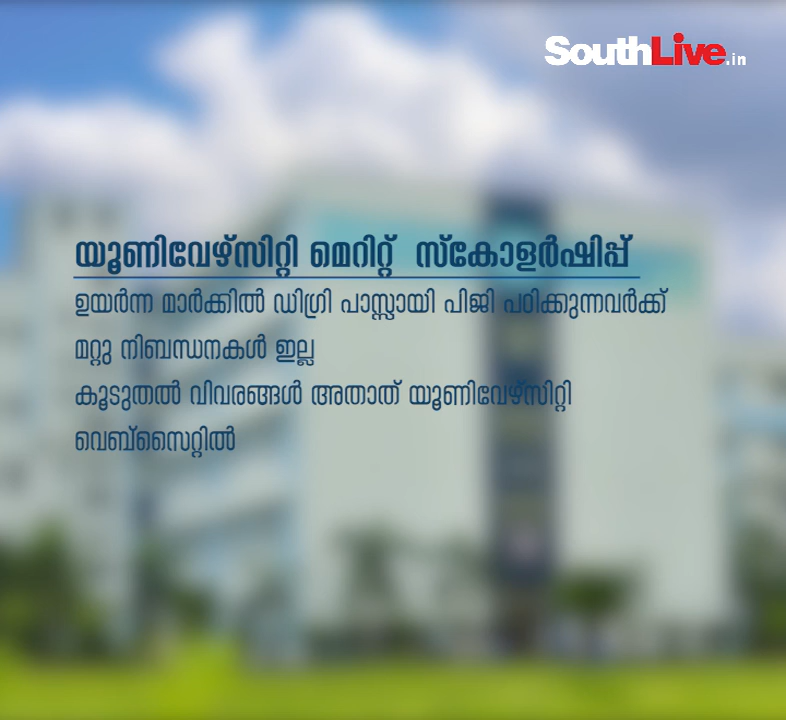 SouthLive.in
യൂണിവേഴ്സിറ്റി മെറിറ്റ് സ്കോളർഷിപ്പ്
ഉയർന്ന മാർക്കിൽ ഡിഗ്രി പാസ്സായി പിജി പഠിക്കുന്നവർക്ക്
മറ്റു നിബന്ധനകൾ ഇല്ല
കൂടുതൽ വിവരങ്ങൾ അതാത് യൂണിവേഴ്സിറ്റി
വെബ്സൈറ്റിൽ